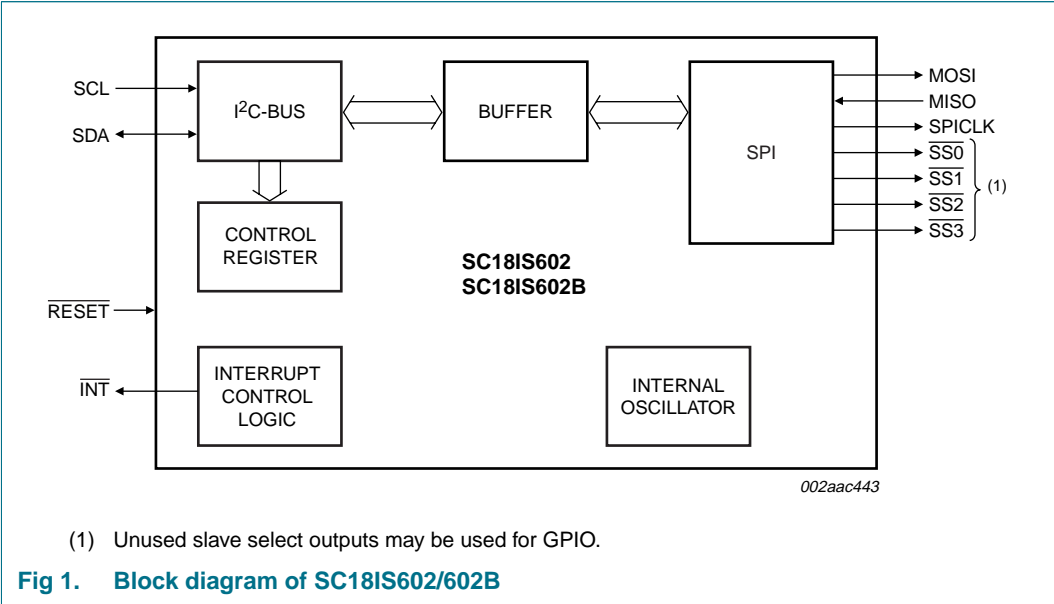 SCL
SDA
I²C-BUS
BUFFER
SPI
MOSI
MISO
SPICLK
SS0
SS1
SS2
SS3
(1)
CONTROL
REGISTER
SC18IS602
SC18IS602B
RESET
INT
INTERRUPT
CONTROL
LOGIC
INTERNAL
OSCILLATOR
002aac443
(1) Unused slave select outputs may be used for GPIO.
Fig 1. Block diagram of SC18IS602/602B